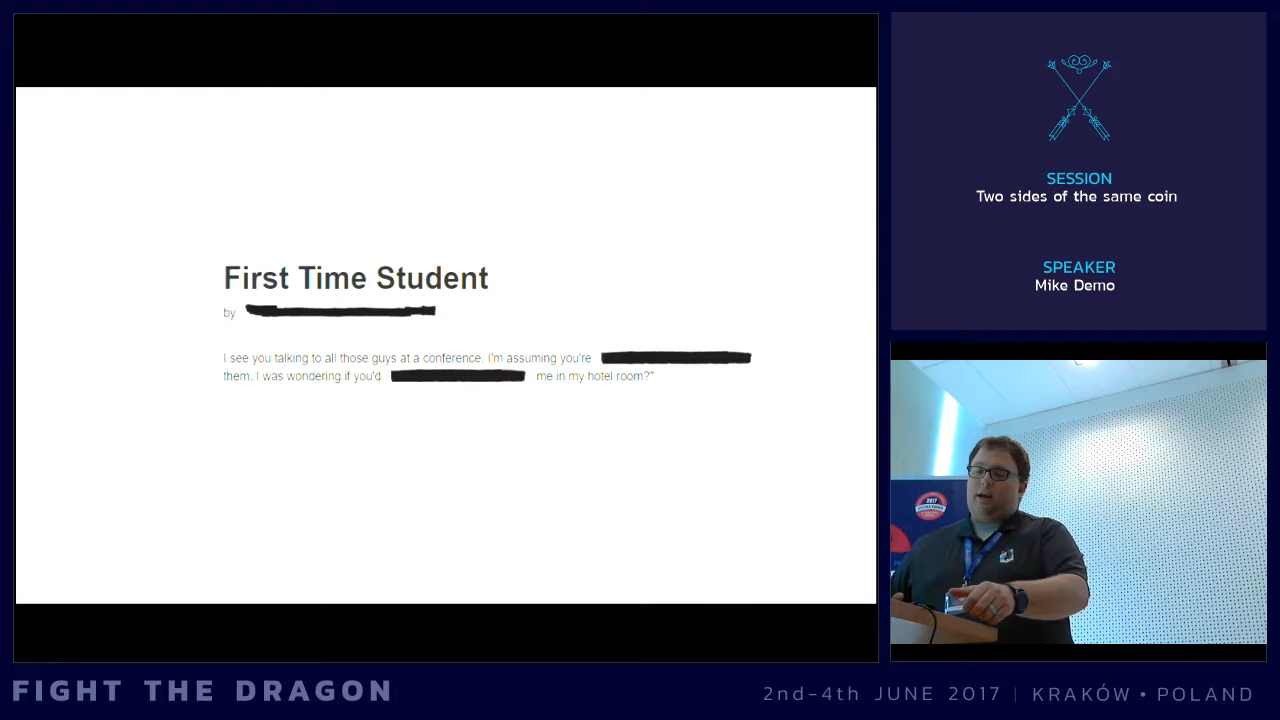 First Time Student
by
I see you talking to all those guys at a conference. I'm assuming you're
them. I was wondering if you'd me in my hotel room?"
SESSION
Two sides of the same coin
SPEAKER
Mike Demo
2017
FIGHT THE DRAGON
2nd-4th JUNE 2017 | KRAKÓW • POLAND